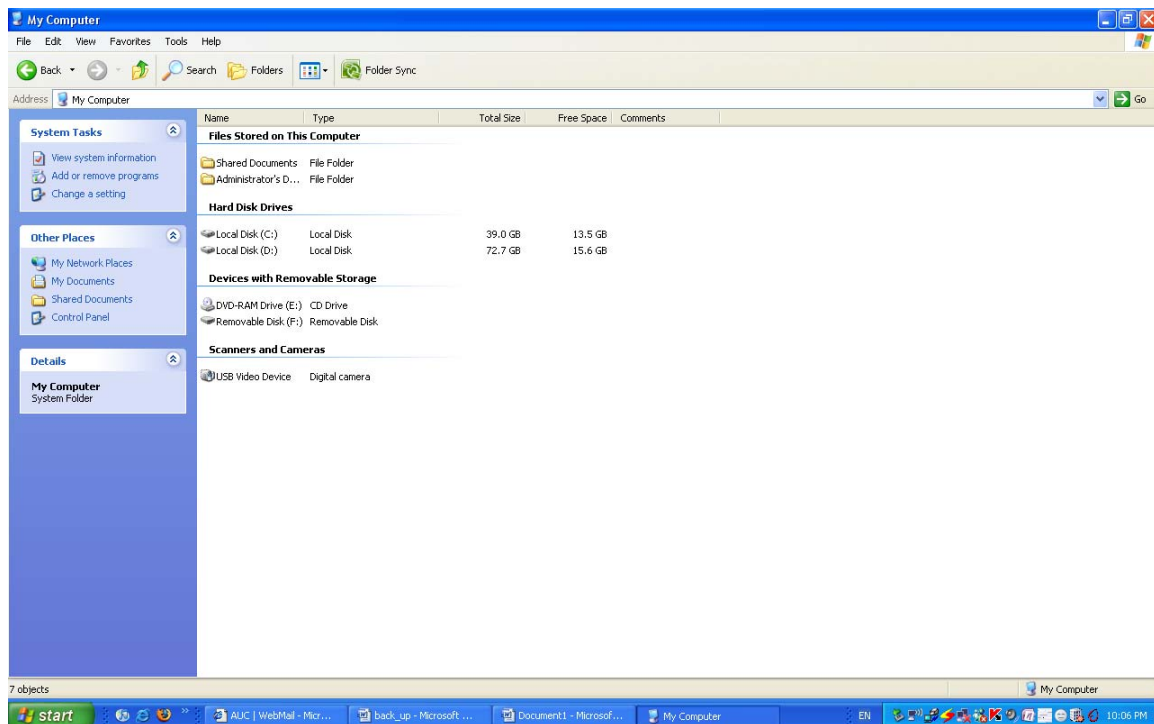 My Computer
File Edit View Favorites Tools Help
Back Search Folders Folder Sync
Address My Computer Go
System Tasks
View system information
Add or remove programs
Change a setting
Other Places
My Network Places
My Documents
Shared Documents
Control Panel
Details
My Computer
System Folder
Name Type Total Size Free Space Comments
Files Stored on This Computer
Shared Documents File Folder
Administrator's D... File Folder
Hard Disk Drives
Local Disk (C:) Local Disk 39.0 GB 13.5 GB
Local Disk (D:) Local Disk 72.7 GB 15.6 GB
Devices with Removable Storage
DVD-RAM Drive (E:) CD Drive
Removable Disk (F:) Removable Disk
Scanners and Cameras
USB Video Device Digital camera
7 objects My Computer
start AUC | WebMail - Micr... back_up - Microsoft ... Document1 - Microsof... My Computer EN 10:06 PM